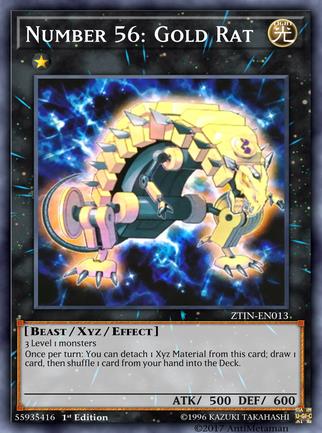 Number 56: Gold Rat
LIGHT
光
ZTIN-EN013
[Beast / Xyz / Effect]
3 Level 1 monsters
Once per turn: You can detach 1 Xyz Material from this card; draw 1
card, then shuffle 1 card from your hand into the Deck.
ATK/ 500 DEF/ 600
55935416 1st Edition ©1996 KAZUKI TAKAHASHI
©2017 AntiMetaman